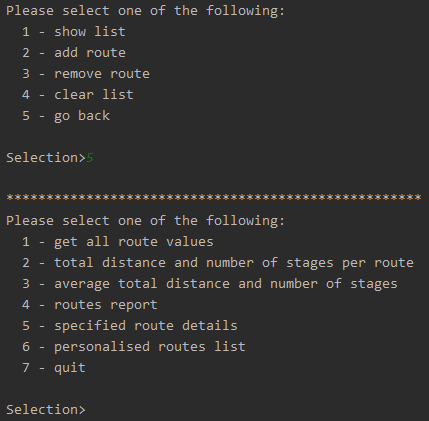 Please select one of the following:
1 - show list
2 - add route
3 - remove route
4 - clear list
5 - go back
Selection>5
****************************************************
Please select one of the following:
1 - get all route values
2 - total distance and number of stages per route
3 - average total distance and number of stages
4 - routes report
5 - specified route details
6 - personalised routes list
7 - quit
Selection>